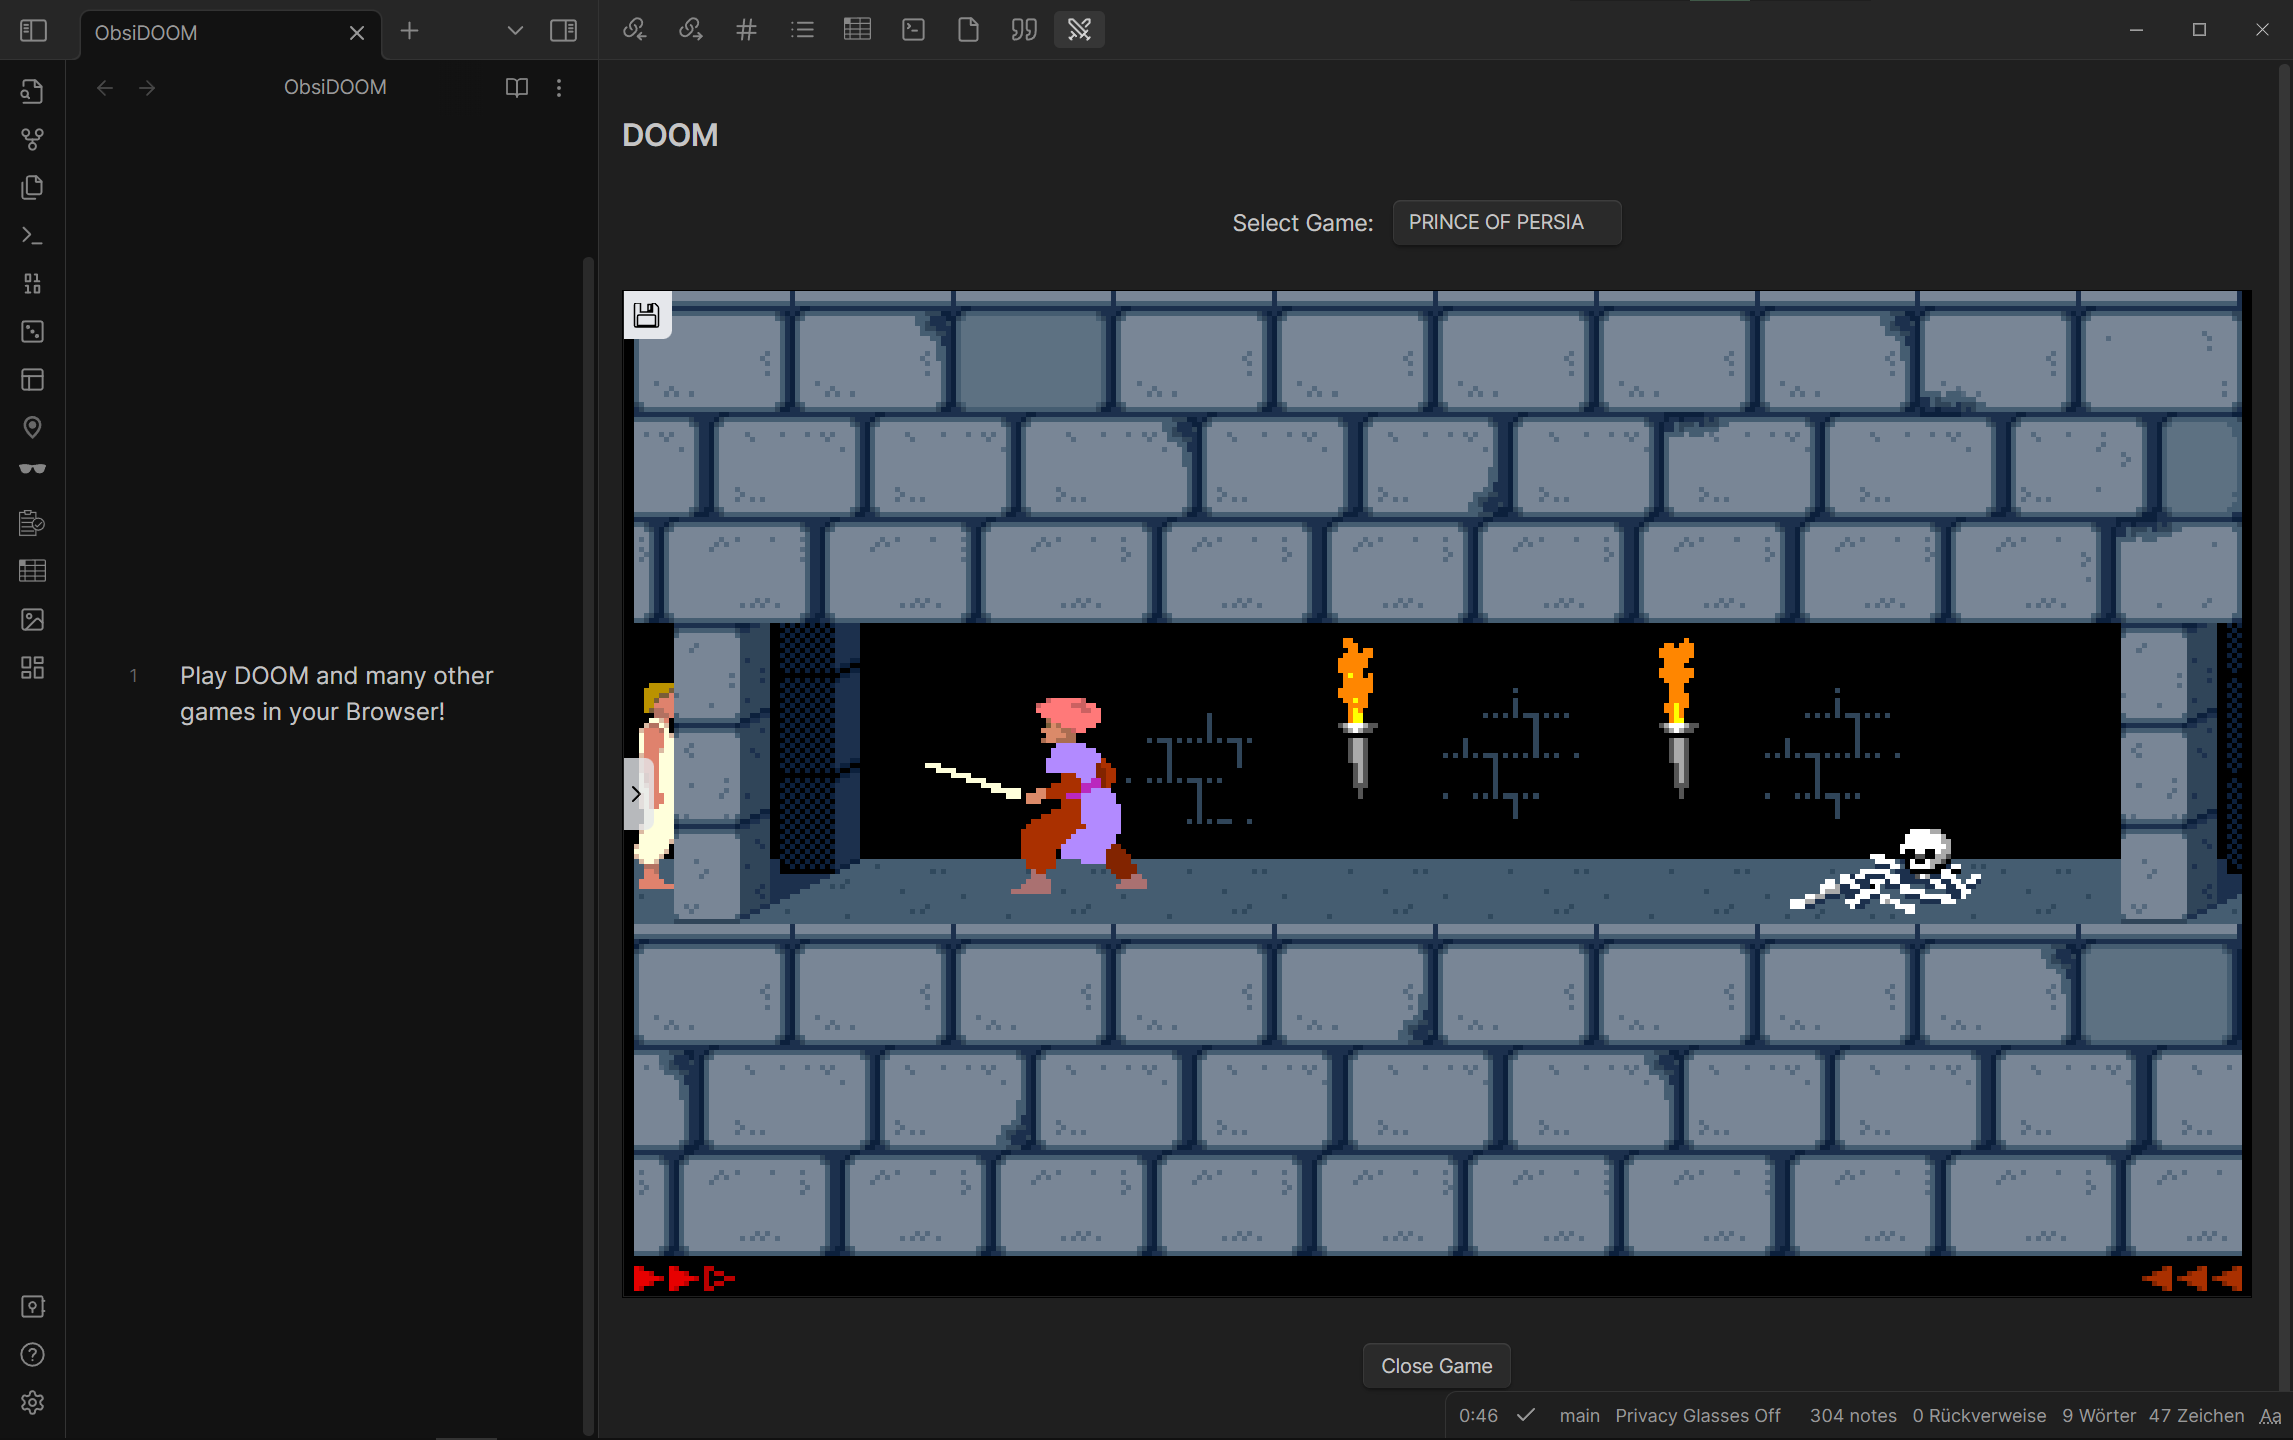 ObsiDOOM
ObsiDOOM
1 Play DOOM and many other
games in your Browser!
DOOM
Select Game: PRINCE OF PERSIA
Close Game
0:46 main Privacy Glasses Off 304 notes 0 Rückverweise 9 Wörter 47 Zeichen Aa